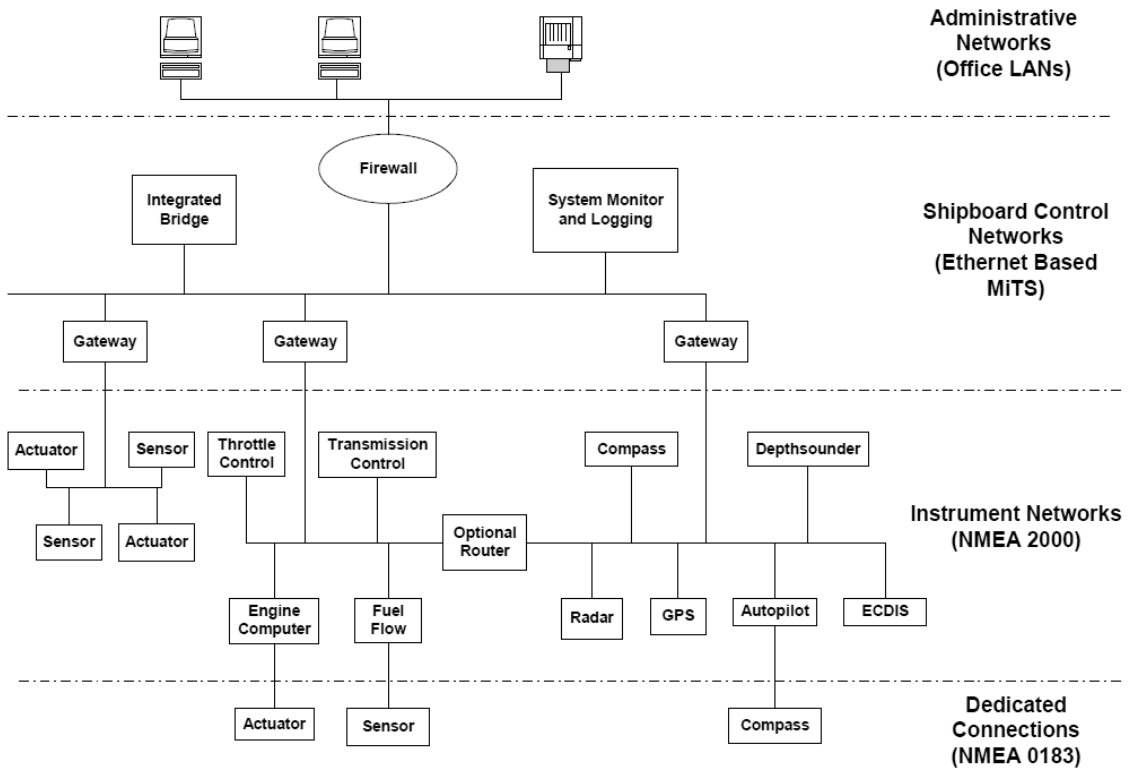 Administrative
Networks
(Office LANs)
Firewall
Integrated
Bridge
System Monitor
and Logging
Shipboard Control
Networks
(Ethernet Based
MiTS)
Gateway
Gateway
Gateway
Actuator
Sensor
Throttle
Control
Transmission
Control
Compass
Depthsounder
Sensor
Actuator
Optional
Router
Instrument Networks
(NMEA 2000)
Engine
Computer
Fuel
Flow
Radar
GPS
Autopilot
ECDIS
Actuator
Sensor
Compass
Dedicated
Connections
(NMEA 0183)